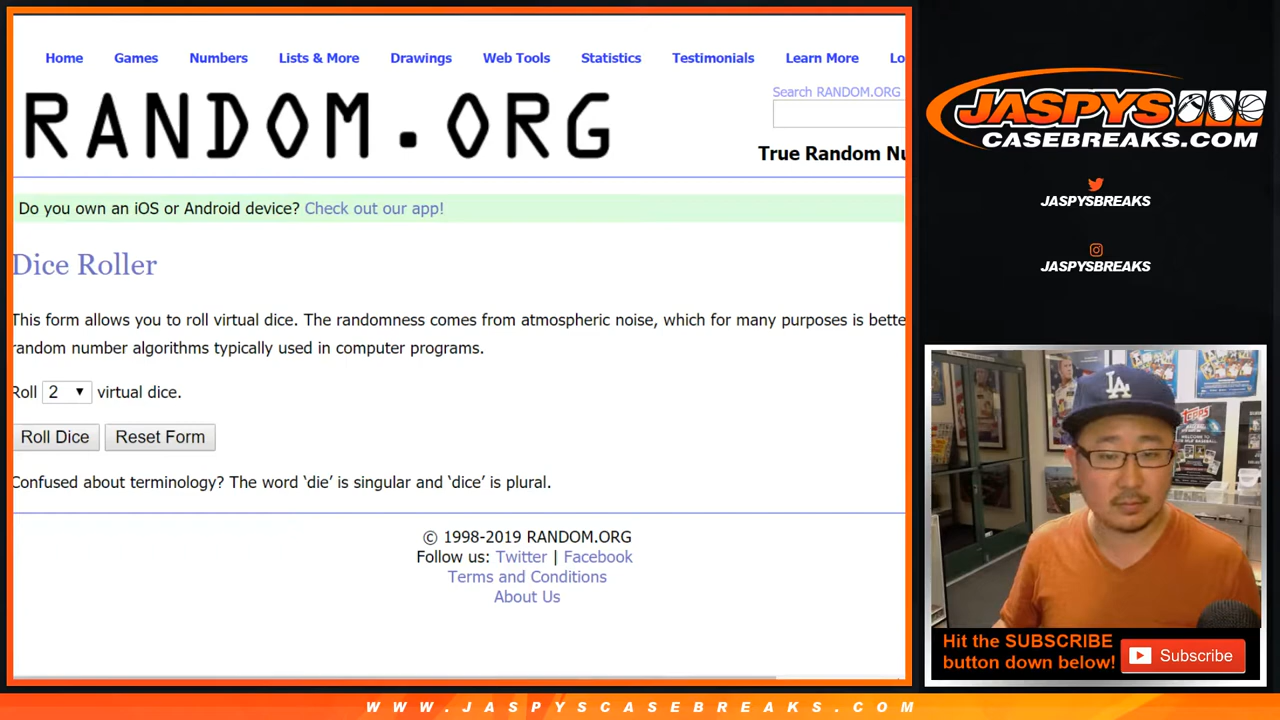 Home Games Numbers Lists & More Drawings Web Tools Statistics Testimonials Learn More Lo
RANDOM.ORG
Search RANDOM.ORG
True Random Nu
Do you own an iOS or Android device? Check out our app!
Dice Roller
This form allows you to roll virtual dice. The randomness comes from atmospheric noise, which for many purposes is bette
random number algorithms typically used in computer programs.
Roll 2 ▼ virtual dice.
Roll Dice Reset Form
Confused about terminology? The word ‘die’ is singular and ‘dice’ is plural.
© 1998-2019 RANDOM.ORG
Follow us: Twitter | Facebook
Terms and Conditions
About Us
JASPYS
CASEBREAKS.COM
JASPYSBREAKS
JASPYSBREAKS
LA
Topps
Hit the SUBSCRIBE
button down below!
Subscribe
WWW.JASPYSCASEBREAKS.COM